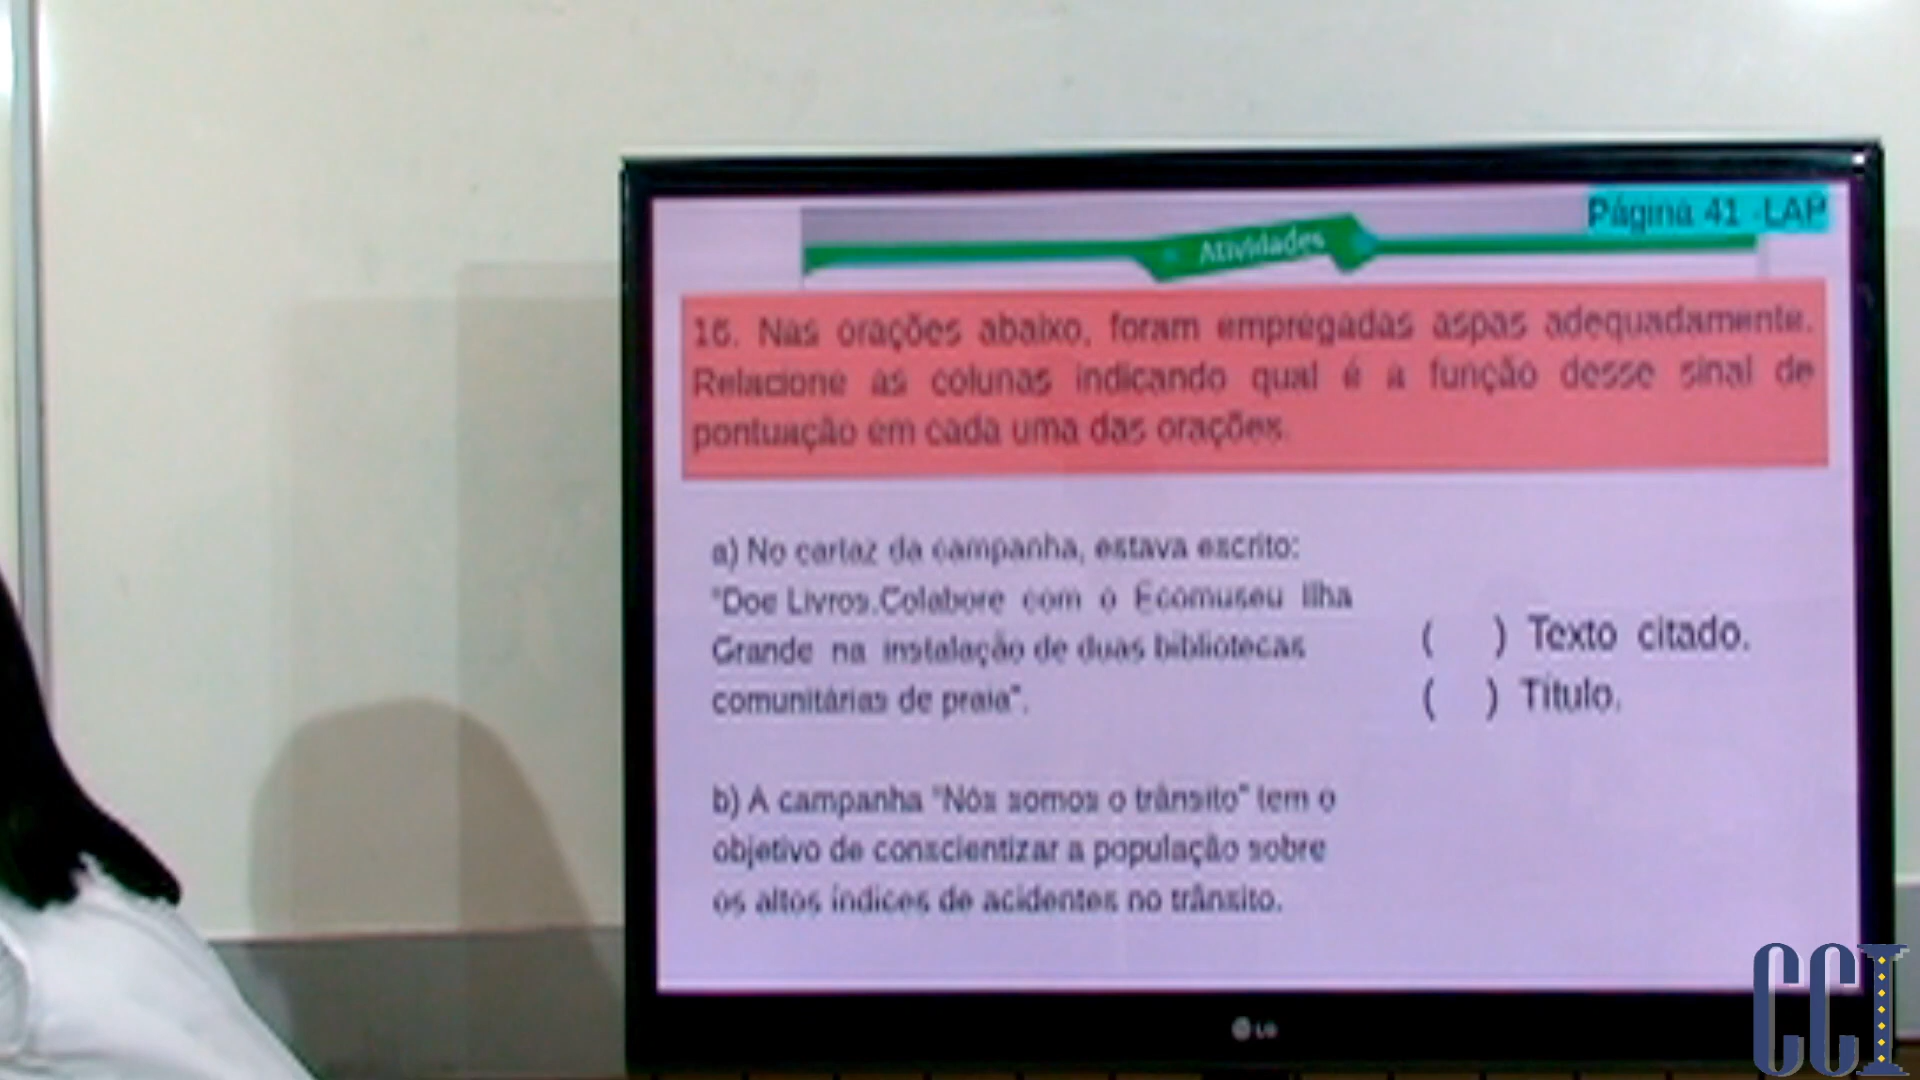 Página 41 -LAP
Atividades
16. Nas orações abaixo, foram empregadas aspas adequadamente.
Relacione as colunas indicando qual é a função desse sinal de
pontuação em cada uma das orações.
a) No cartaz da campanha, estava escrito:
"Doe Livros.Colabore com o Ecomuseu Ilha
Grande na instalação de duas bibliotecas
comunitárias de praia".
( ) Texto citado.
( ) Título.
b) A campanha "Nós somos o trânsito" tem o
objetivo de conscientizar a população sobre
os altos índices de acidentes no trânsito.
LG
CCI